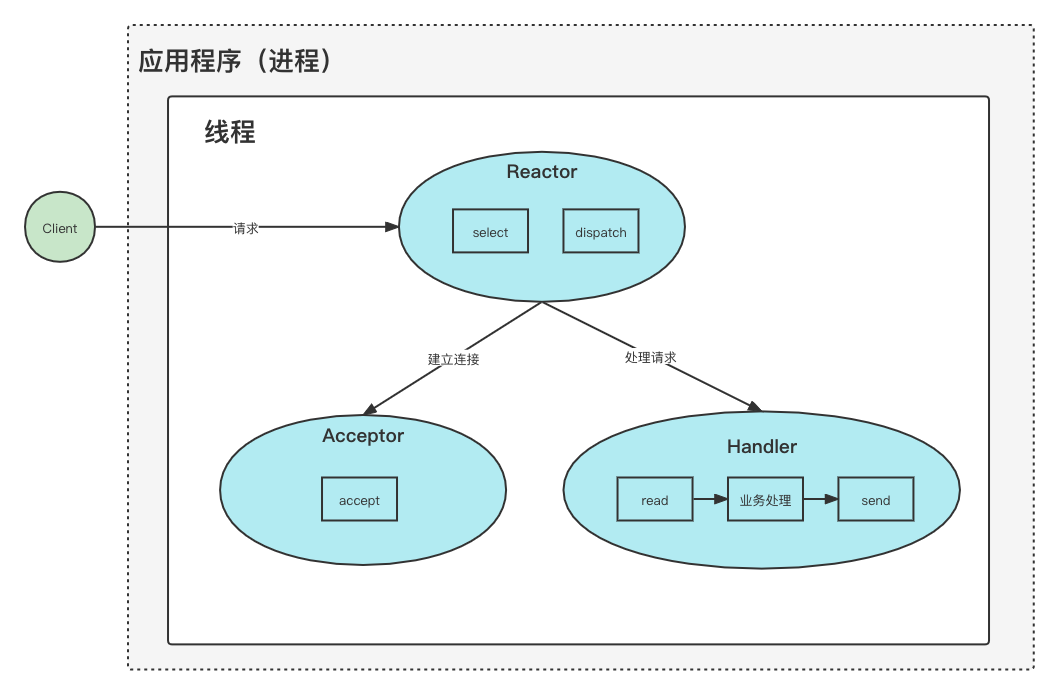 应用程序（进程）
线程
Reactor
select
dispatch
Client
请求
建立连接
处理请求
Acceptor
accept
Handler
read
业务处理
send